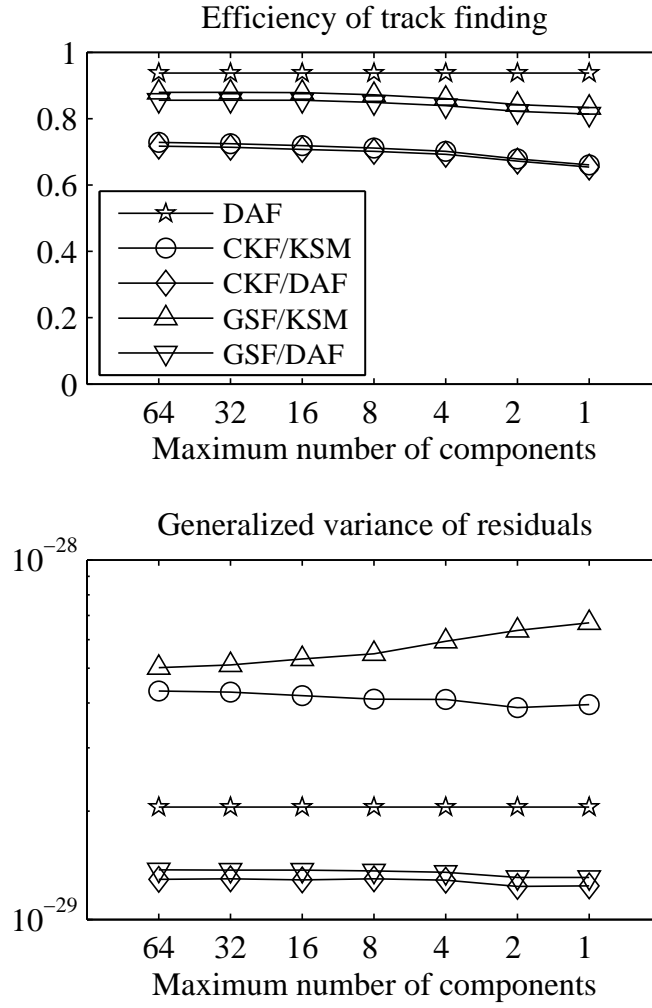 Efficiency of track finding
1
0.8
0.6
0.4
0.2
0
DAF
CKF/KSM
CKF/DAF
GSF/KSM
GSF/DAF
64 32 16 8 4 2 1
Maximum number of components
Generalized variance of residuals
10^−28
10^−29
64 32 16 8 4 2 1
Maximum number of components